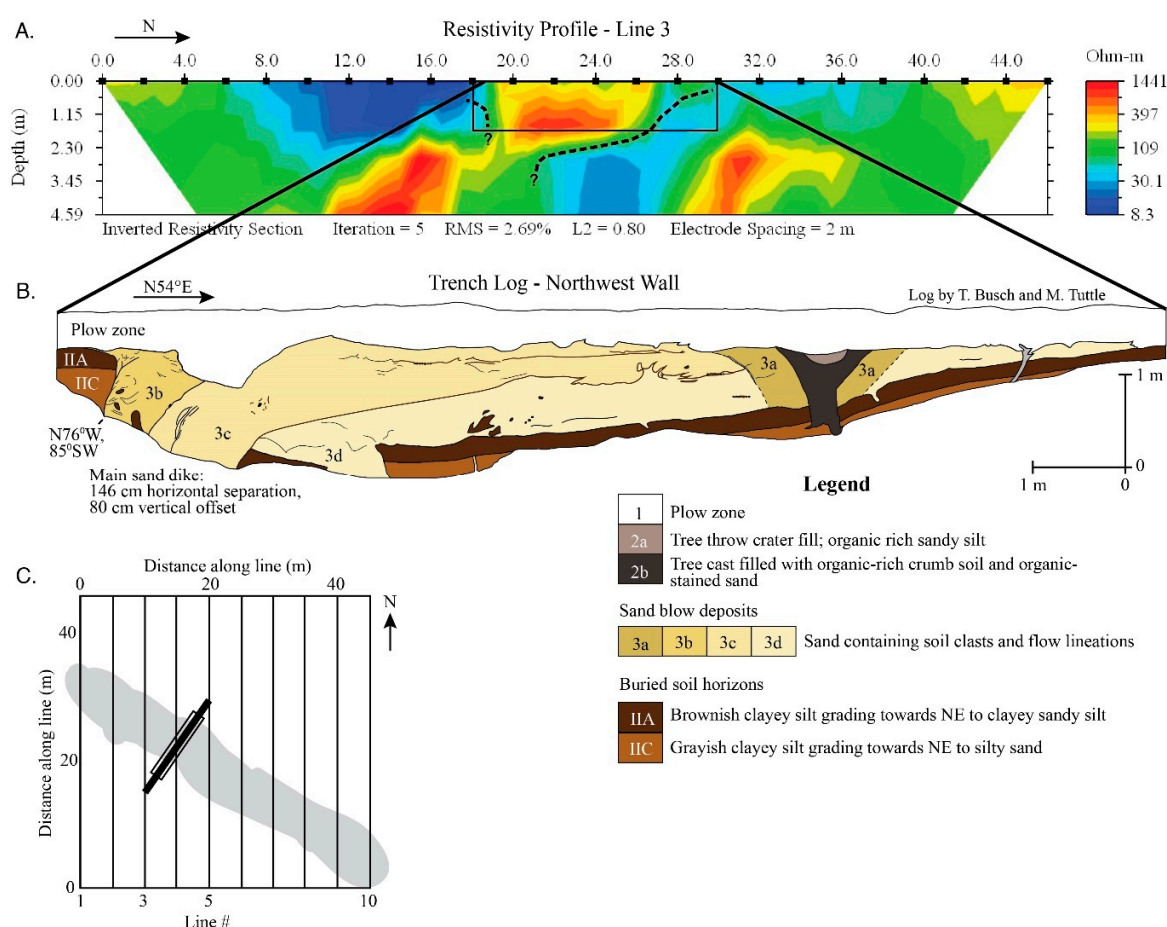 A.
N
Resistivity Profile - Line 3
0.0 4.0 8.0 12.0 16.0 20.0 24.0 28.0 32.0 36.0 40.0 44.0
Ohm-m
0.00
1.15
2.30
3.45
4.59
Depth (m)
?
?
1441
397
109
30.1
8.3
Inverted Resistivity Section Iteration = 5 RMS = 2.69% L2 = 0.80 Electrode Spacing = 2 m
B.
N54°E
Trench Log - Northwest Wall
Log by T. Busch and M. Tuttle
Plow zone
IIA
IIC
3b
3c
3d
3a
3a
N76°W,
85°SW
Main sand dike:
146 cm horizontal separation,
80 cm vertical offset
1 m
0
1 m 0
Legend
1 Plow zone
2a Tree throw crater fill; organic rich sandy silt
2b Tree cast filled with organic-rich crumb soil and organic-
stained sand
Sand blow deposits
3a 3b 3c 3d Sand containing soil clasts and flow lineations
Buried soil horizons
IIA Brownish clayey silt grading towards NE to clayey sandy silt
IIC Grayish clayey silt grading towards NE to silty sand
C.
Distance along line (m)
0 20 40
N
40
20
0
Distance along line (m)
1 3 5 10
Line #